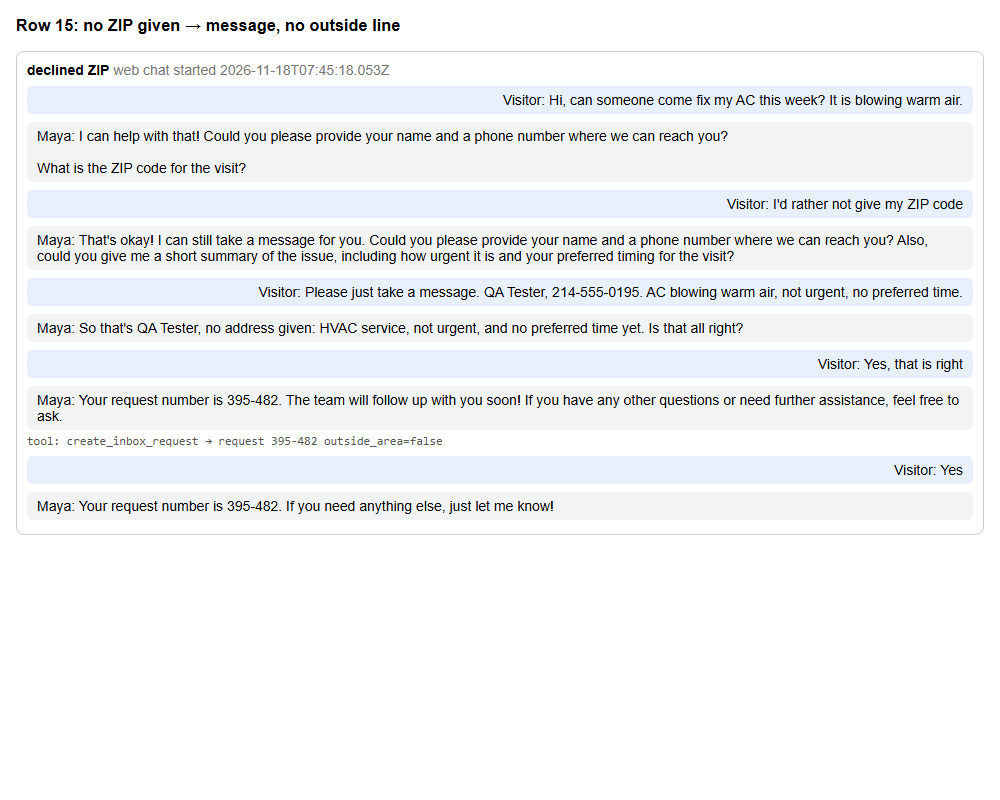 Row 15: no ZIP given → message, no outside line
declined ZIP web chat started 2026-11-18T07:45:18.053Z
Visitor: Hi, can someone come fix my AC this week? It is blowing warm air.
Maya: I can help with that! Could you please provide your name and a phone number where we can reach you?
What is the ZIP code for the visit?
Visitor: I'd rather not give my ZIP code
Maya: That's okay! I can still take a message for you. Could you please provide your name and a phone number where we can reach you? Also,
could you give me a short summary of the issue, including how urgent it is and your preferred timing for the visit?
Visitor: Please just take a message. QA Tester, 214-555-0195. AC blowing warm air, not urgent, no preferred time.
Maya: So that's QA Tester, no address given: HVAC service, not urgent, and no preferred time yet. Is that all right?
Visitor: Yes, that is right
Maya: Your request number is 395-482. The team will follow up with you soon! If you have any other questions or need further assistance, feel free to
ask.
tool: create_inbox_request → request 395-482 outside_area=false
Visitor: Yes
Maya: Your request number is 395-482. If you need anything else, just let me know!